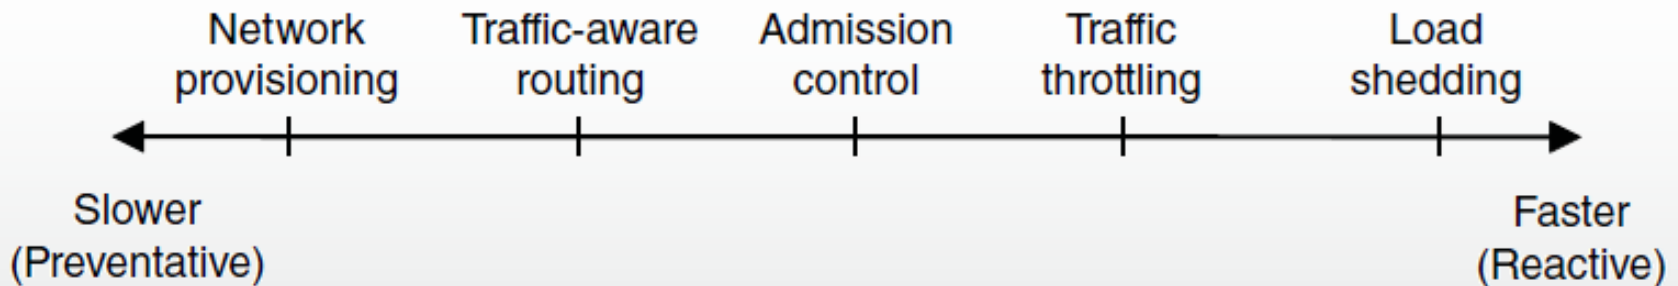 Network
provisioning
Traffic-aware
routing
Admission
control
Traffic
throttling
Load
shedding
Slower
(Preventative)
Faster
(Reactive)